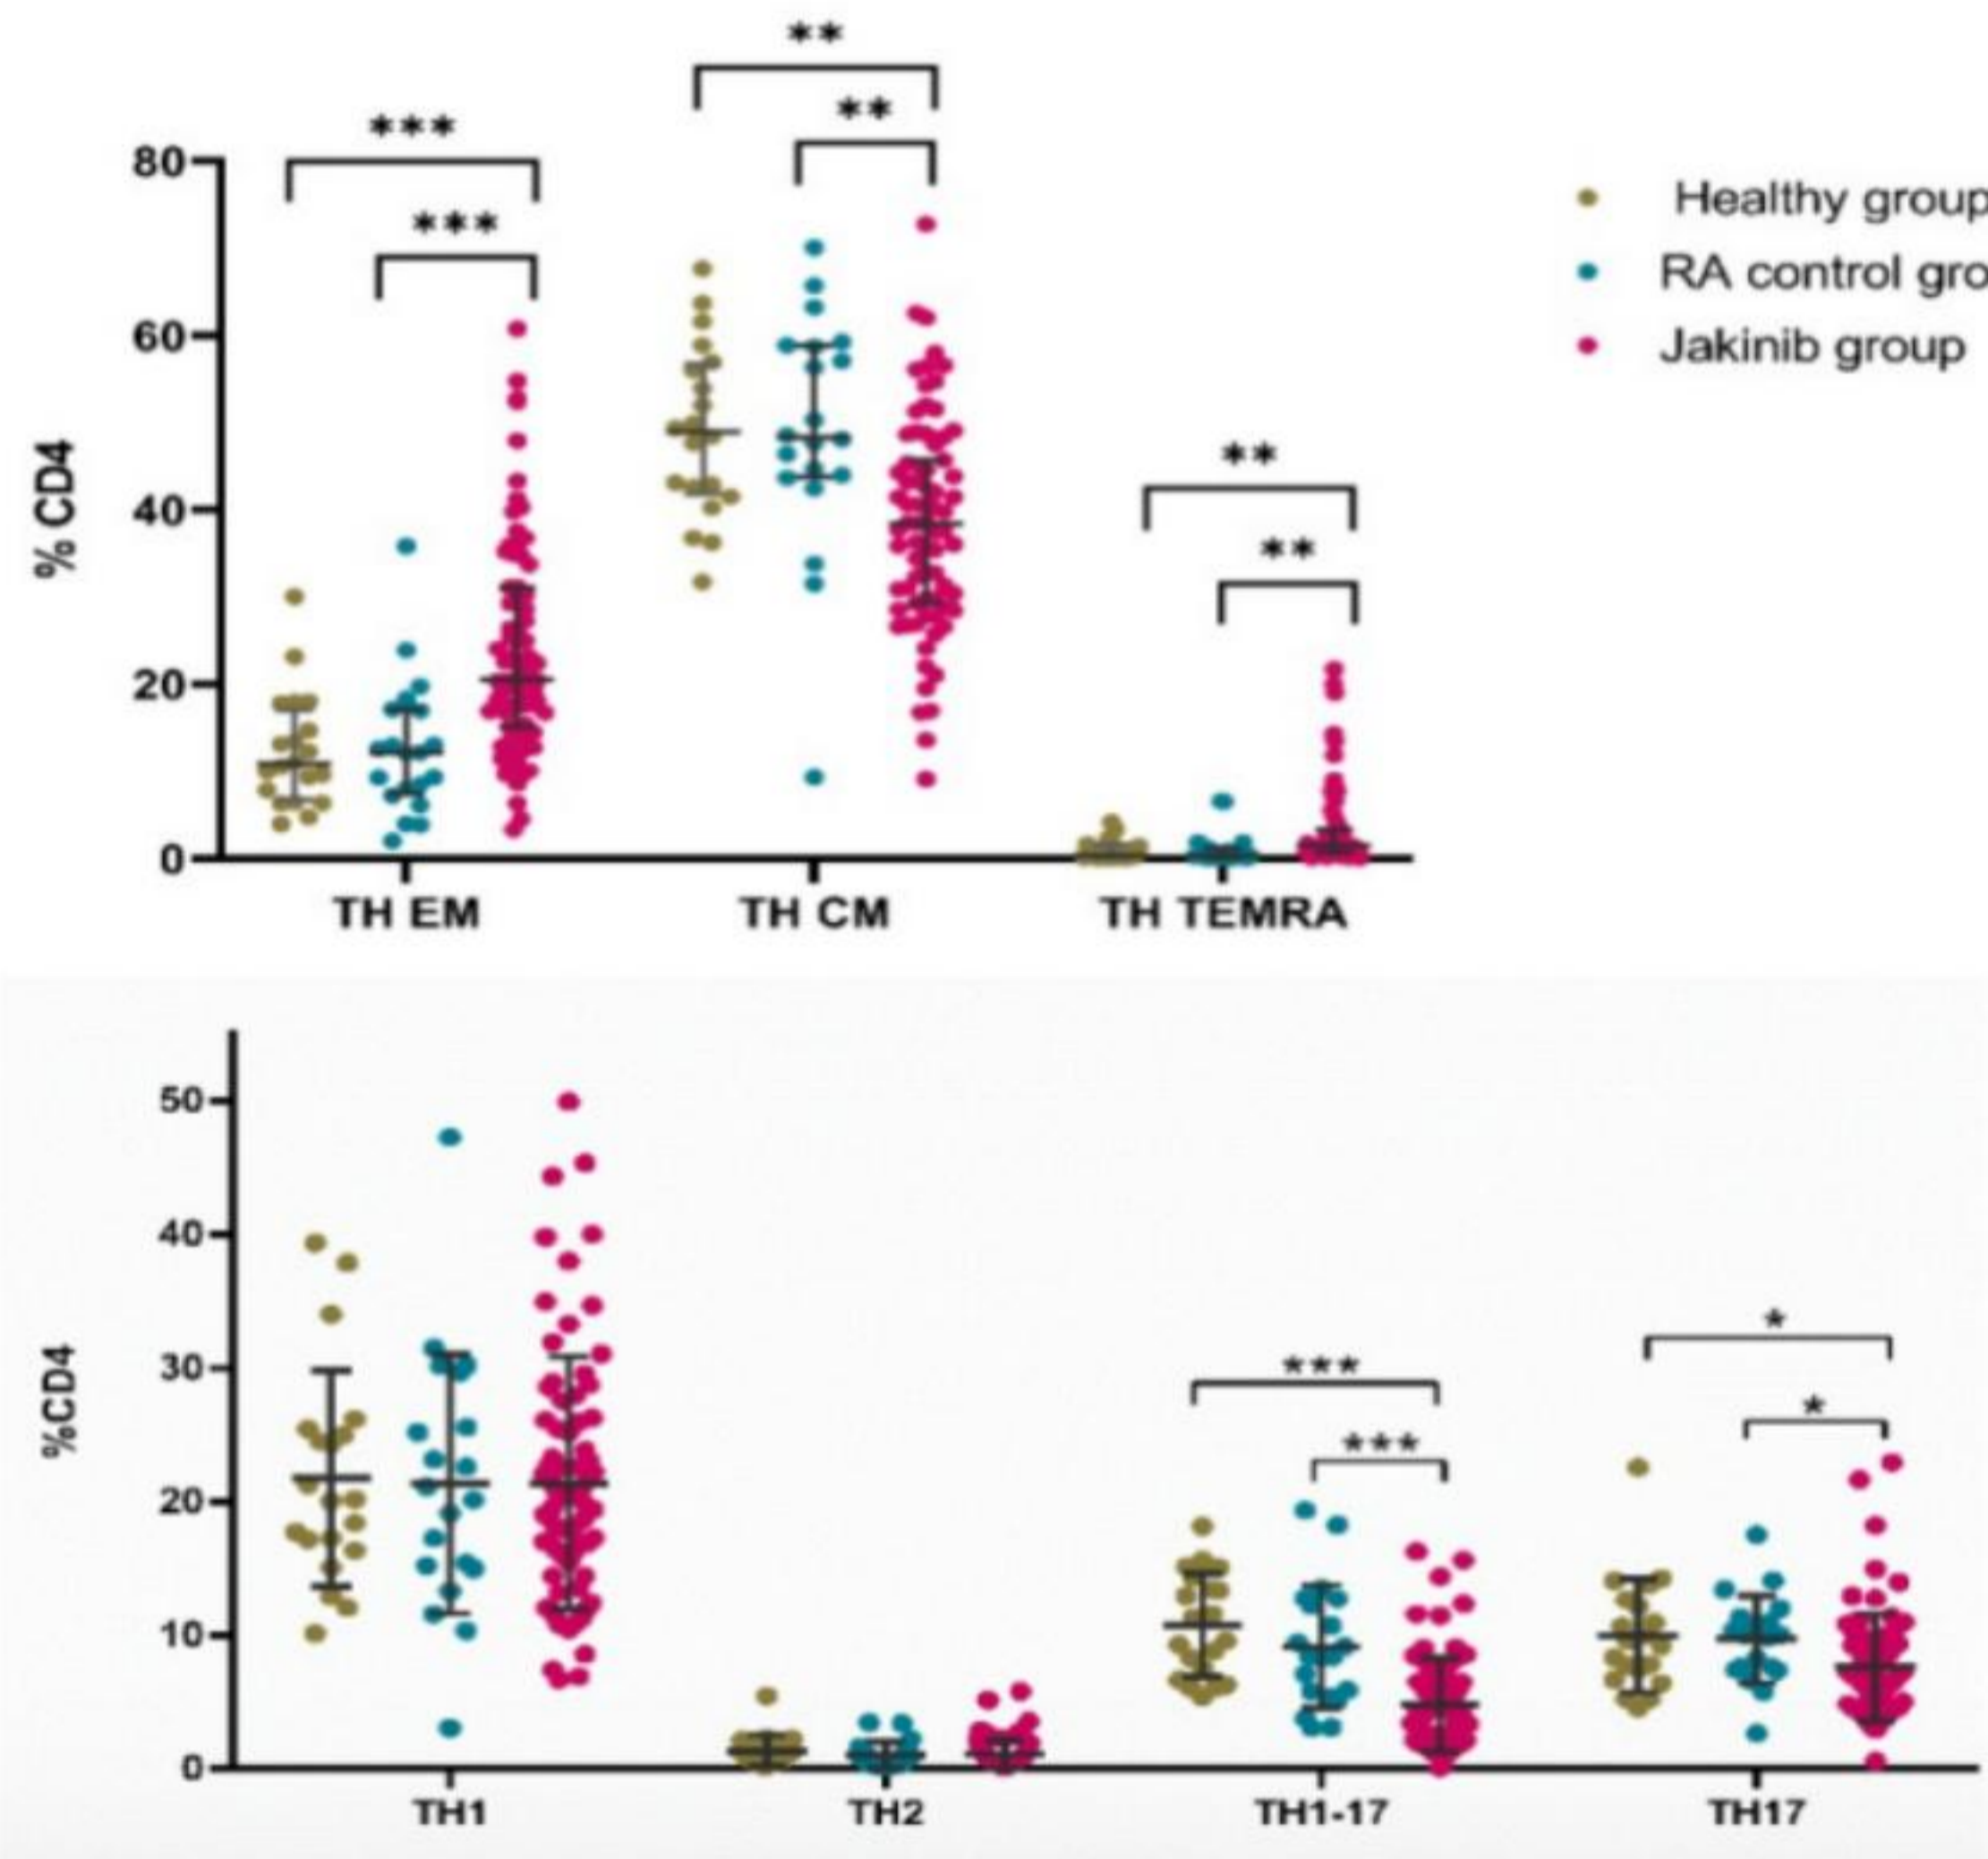 **
**
***
***
80
60
40
20
0
% CD4
**
**
TH EM
TH CM
TH TEMRA
Healthy group
RA control gro
Jakinib group
50
40
30
20
10
0
%CD4
***
***
*
*
TH1
TH2
TH1-17
TH17